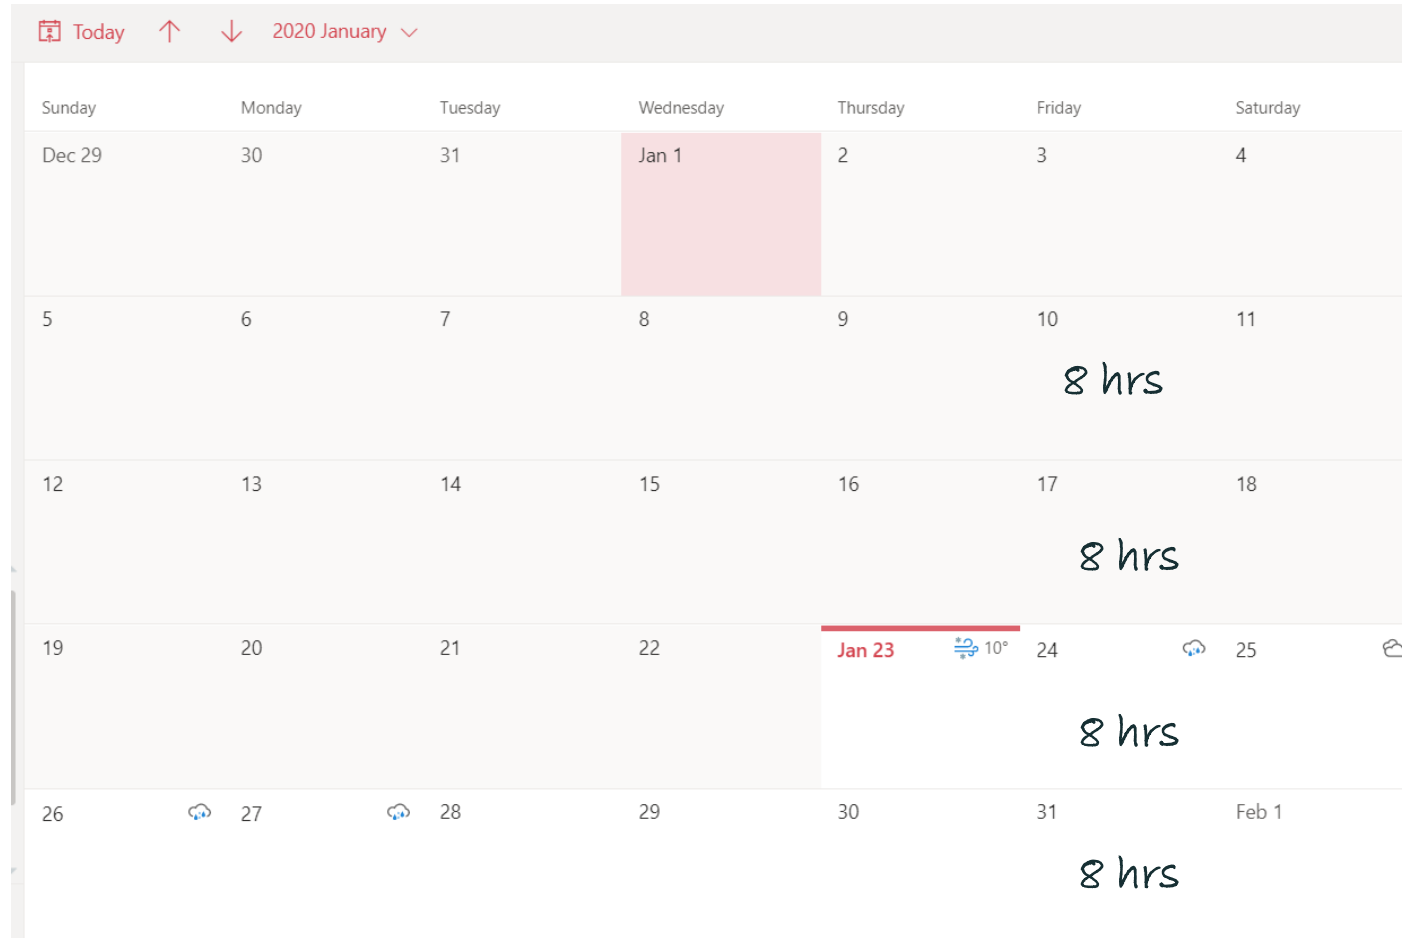 Today 2020 January
Sunday Monday Tuesday Wednesday Thursday Friday Saturday
Dec 29 30 31 Jan 1 2 3 4
5 6 7 8 9 10 11
8 hrs
12 13 14 15 16 17 18
8 hrs
19 20 21 22 Jan 23 10° 24 25
8 hrs
26 27 28 29 30 31 Feb 1
8 hrs